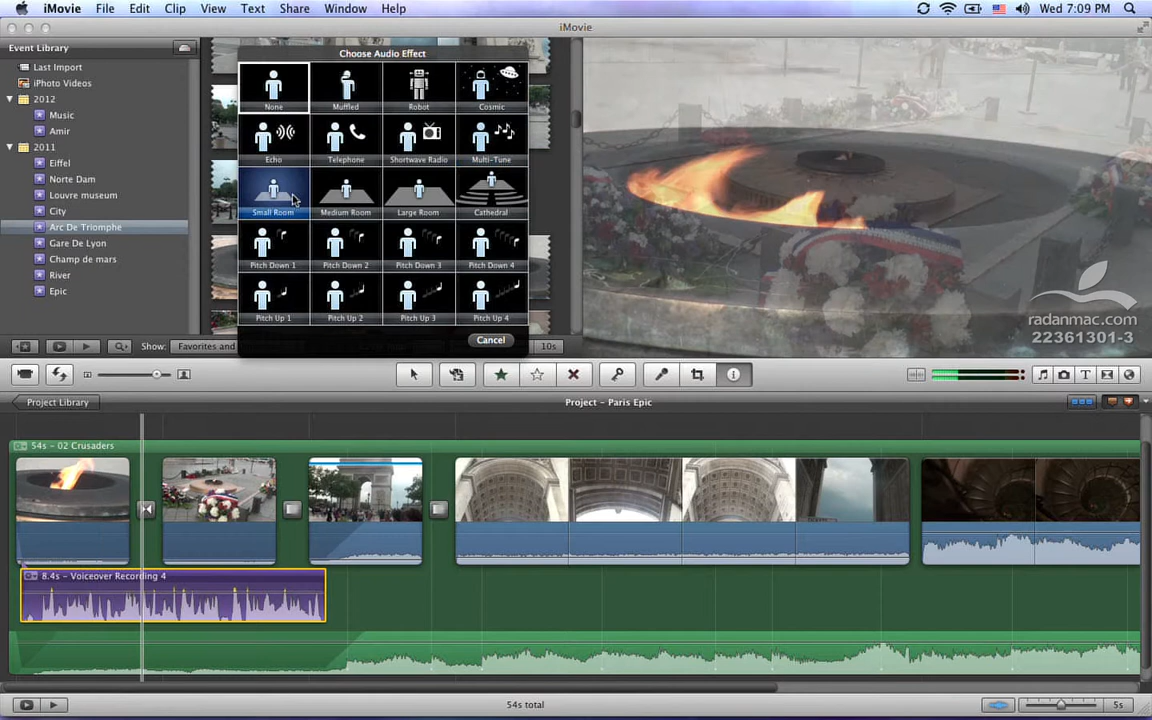 iMovie File Edit Clip View Text Share Window Help
Wed 7:09 PM
iMovie
Event Library
Last Import
iPhoto Videos
2012
Music
Amir
2011
Eiffel
Norte Dam
Louvre museum
City
Arc De Triomphe
Gare De Lyon
Champ de mars
River
Epic
Choose Audio Effect
None Muffled Robot Cosmic
Echo Telephone Shortwave Radio Multi-Tune
Small Room Medium Room Large Room Cathedral
Pitch Down 1 Pitch Down 2 Pitch Down 3 Pitch Down 4
Pitch Up 1 Pitch Up 2 Pitch Up 3 Pitch Up 4
Cancel
radanmac.com
22361301-3
Show: Favorites and
10s
Project Library
Project - Paris Epic
54s - 02 Crusaders
8.4s - Voiceover Recording 4
54s total
5s